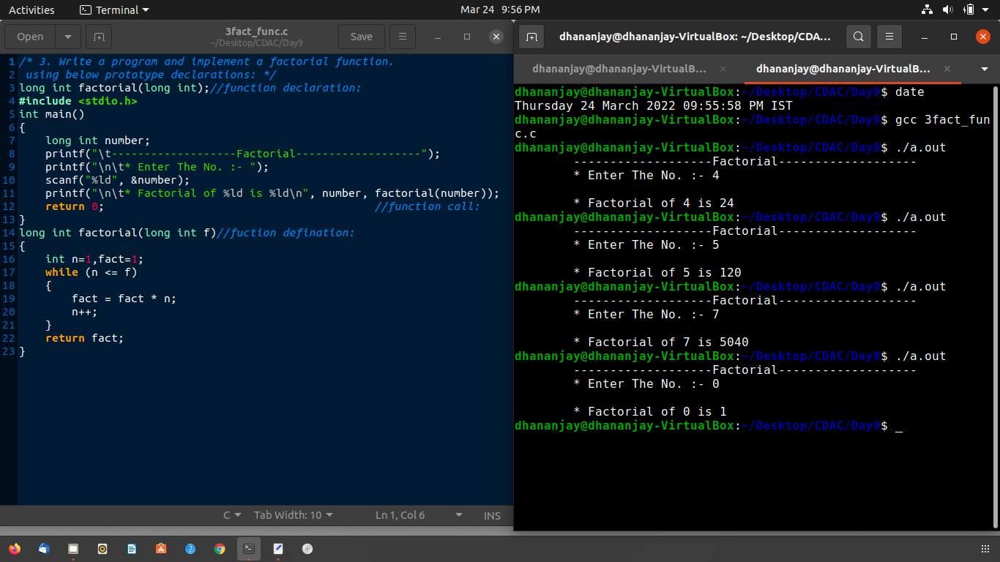 Activities Terminal Mar 24 9:56 PM
Open 3fact_func.c Save
~/Desktop/CDAC/Day9
1 /* 3. Write a program and implement a factorial function.
2  using below prototype declarations: */
3 long int factorial(long int);//function declaration:
4 #include <stdio.h>
5 int main()
6 {
7     long int number;
8     printf("\t-------------------Factorial-------------------");
9     printf("\n\t* Enter The No. :- ");
10     scanf("%ld", &number);
11     printf("\n\t* Factorial of %ld is %ld\n", number, factorial(number));
12     return 0; //function call:
13 }
14 long int factorial(long int f)//fuction defination:
15 {
16     int n=1,fact=1;
17     while (n <= f)
18     {
19         fact = fact * n;
20         n++;
21     }
22     return fact;
23 }
C Tab Width: 10 Ln 1, Col 6 INS
dhananjay@dhananjay-VirtualBox: ~/Desktop/CDA...
dhananjay@dhananjay-VirtualB... dhananjay@dhananjay-VirtualB...
dhananjay@dhananjay-VirtualBox:~/Desktop/CDAC/Day9$ date
Thursday 24 March 2022 09:55:58 PM IST
dhananjay@dhananjay-VirtualBox:~/Desktop/CDAC/Day9$ gcc 3fact_fun
c.c
dhananjay@dhananjay-VirtualBox:~/Desktop/CDAC/Day9$ ./a.out
-------------------Factorial-------------------
* Enter The No. :- 4
* Factorial of 4 is 24
dhananjay@dhananjay-VirtualBox:~/Desktop/CDAC/Day9$ ./a.out
-------------------Factorial-------------------
* Enter The No. :- 5
* Factorial of 5 is 120
dhananjay@dhananjay-VirtualBox:~/Desktop/CDAC/Day9$ ./a.out
-------------------Factorial-------------------
* Enter The No. :- 7
* Factorial of 7 is 5040
dhananjay@dhananjay-VirtualBox:~/Desktop/CDAC/Day9$ ./a.out
-------------------Factorial-------------------
* Enter The No. :- 0
* Factorial of 0 is 1
dhananjay@dhananjay-VirtualBox:~/Desktop/CDAC/Day9$ _